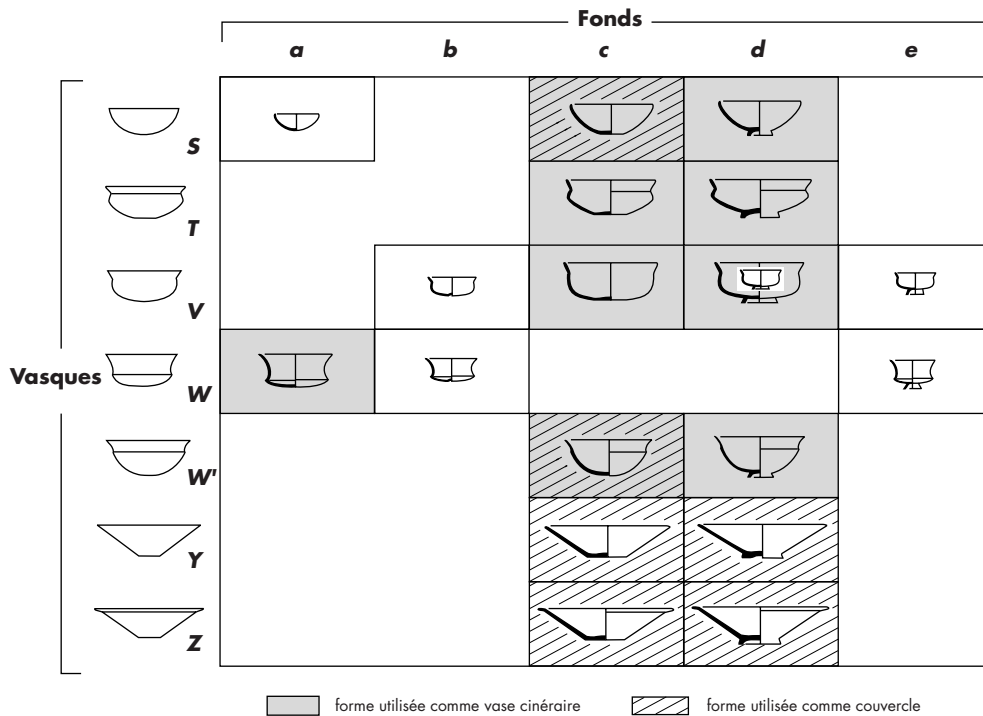 Fonds
a b c d e
S
T
V
Vasques
W
W'
Y
Z
forme utilisée comme vase cinéraire forme utilisée comme couvercle